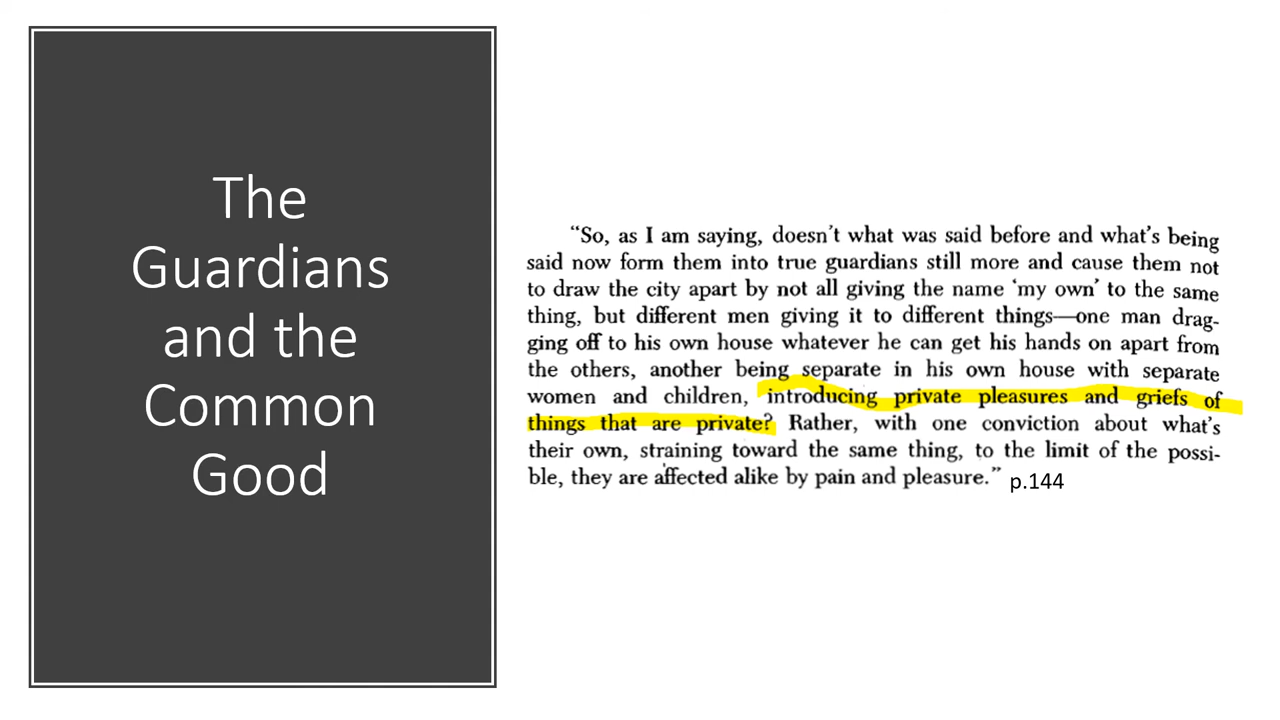 The
Guardians
and the
Common
Good
“So, as I am saying, doesn’t what was said before and what’s being
said now form them into true guardians still more and cause them not
to draw the city apart by not all giving the name ‘my own’ to the same
thing, but different men giving it to different things—one man drag-
ging off to his own house whatever he can get his hands on apart from
the others, another being separate in his own house with separate
women and children, introducing private pleasures and griefs of
things that are private? Rather, with one conviction about what’s
their own, straining toward the same thing, to the limit of the possi-
ble, they are affected alike by pain and pleasure.” p.144